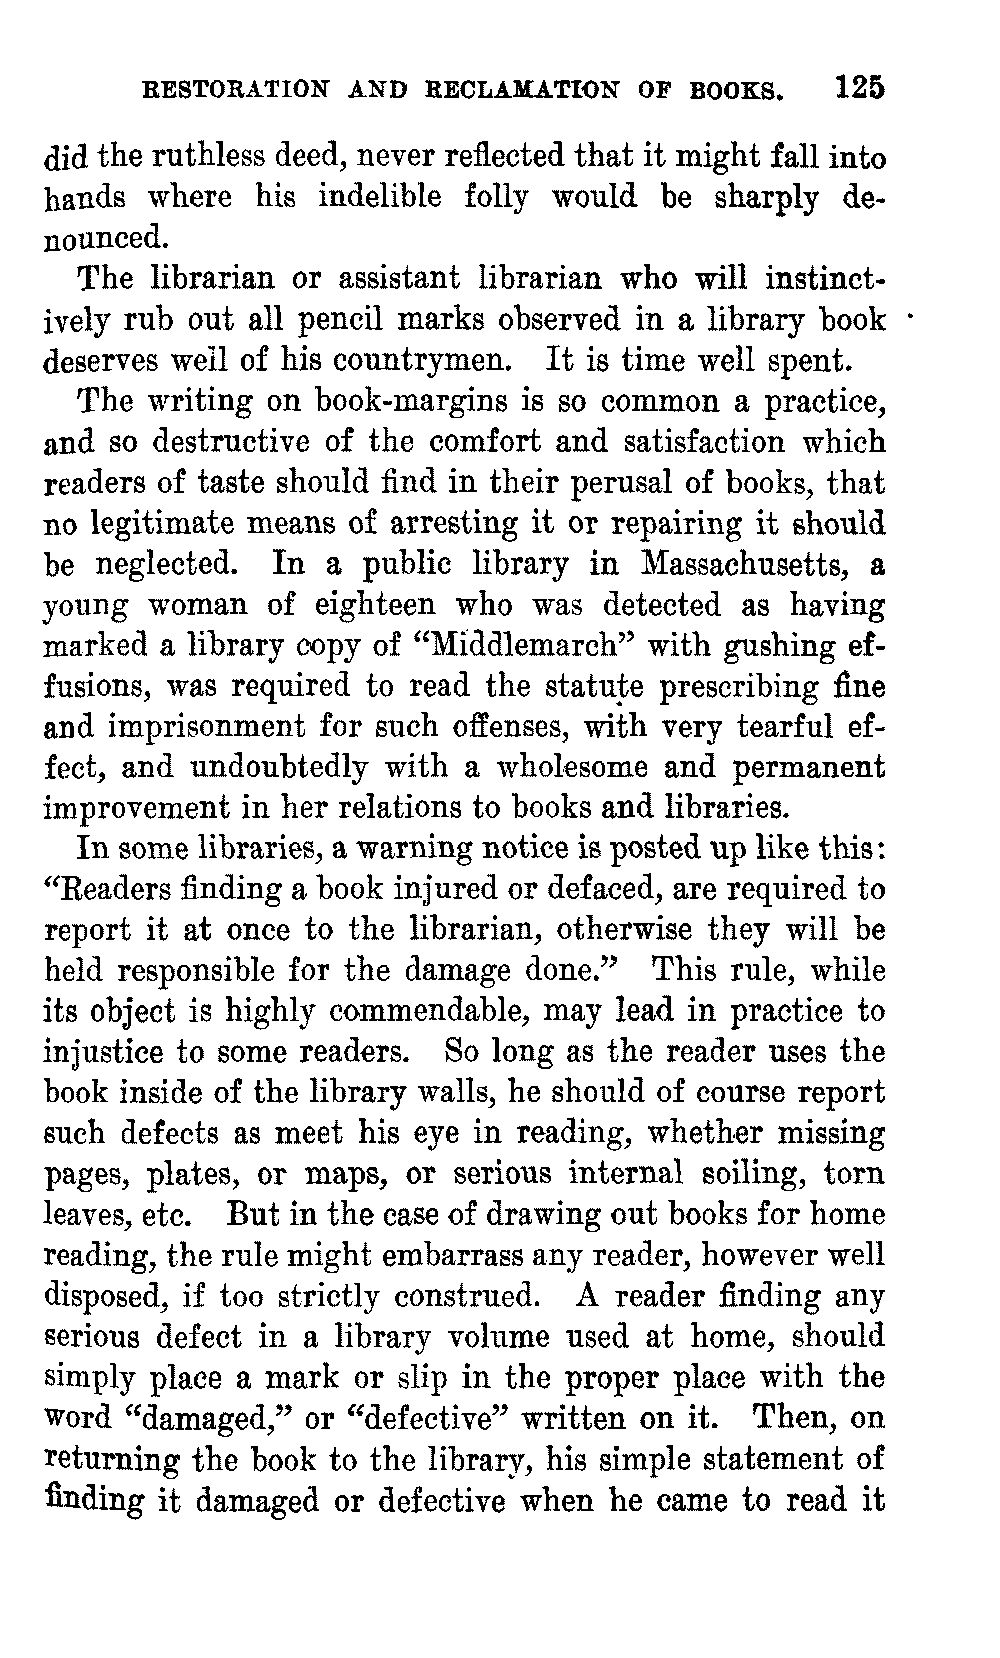 RESTORATION AND RECLAMATION OF BOOKS. 125
did the ruthless deed, never reflected that it might fall into
hands where his indelible folly would be sharply de-
nounced.
The librarian or assistant librarian who will instinct-
ively rub out all pencil marks observed in a library book
deserves well of his countrymen. It is time well spent.
The writing on book-margins is so common a practice,
and so destructive of the comfort and satisfaction which
readers of taste should find in their perusal of books, that
no legitimate means of arresting it or repairing it should
be neglected. In a public library in Massachusetts, a
young woman of eighteen who was detected as having
marked a library copy of “Middlemarch” with gushing ef-
fusions, was required to read the statute prescribing fine
and imprisonment for such offenses, with very tearful ef-
fect, and undoubtedly with a wholesome and permanent
improvement in her relations to books and libraries.
In some libraries, a warning notice is posted up like this:
“Readers finding a book injured or defaced, are required to
report it at once to the librarian, otherwise they will be
held responsible for the damage done.” This rule, while
its object is highly commendable, may lead in practice to
injustice to some readers. So long as the reader uses the
book inside of the library walls, he should of course report
such defects as meet his eye in reading, whether missing
pages, plates, or maps, or serious internal soiling, torn
leaves, etc. But in the case of drawing out books for home
reading, the rule might embarrass any reader, however well
disposed, if too strictly construed. A reader finding any
serious defect in a library volume used at home, should
simply place a mark or slip in the proper place with the
word “damaged,” or “defective” written on it. Then, on
returning the book to the library, his simple statement of
finding it damaged or defective when he came to read it